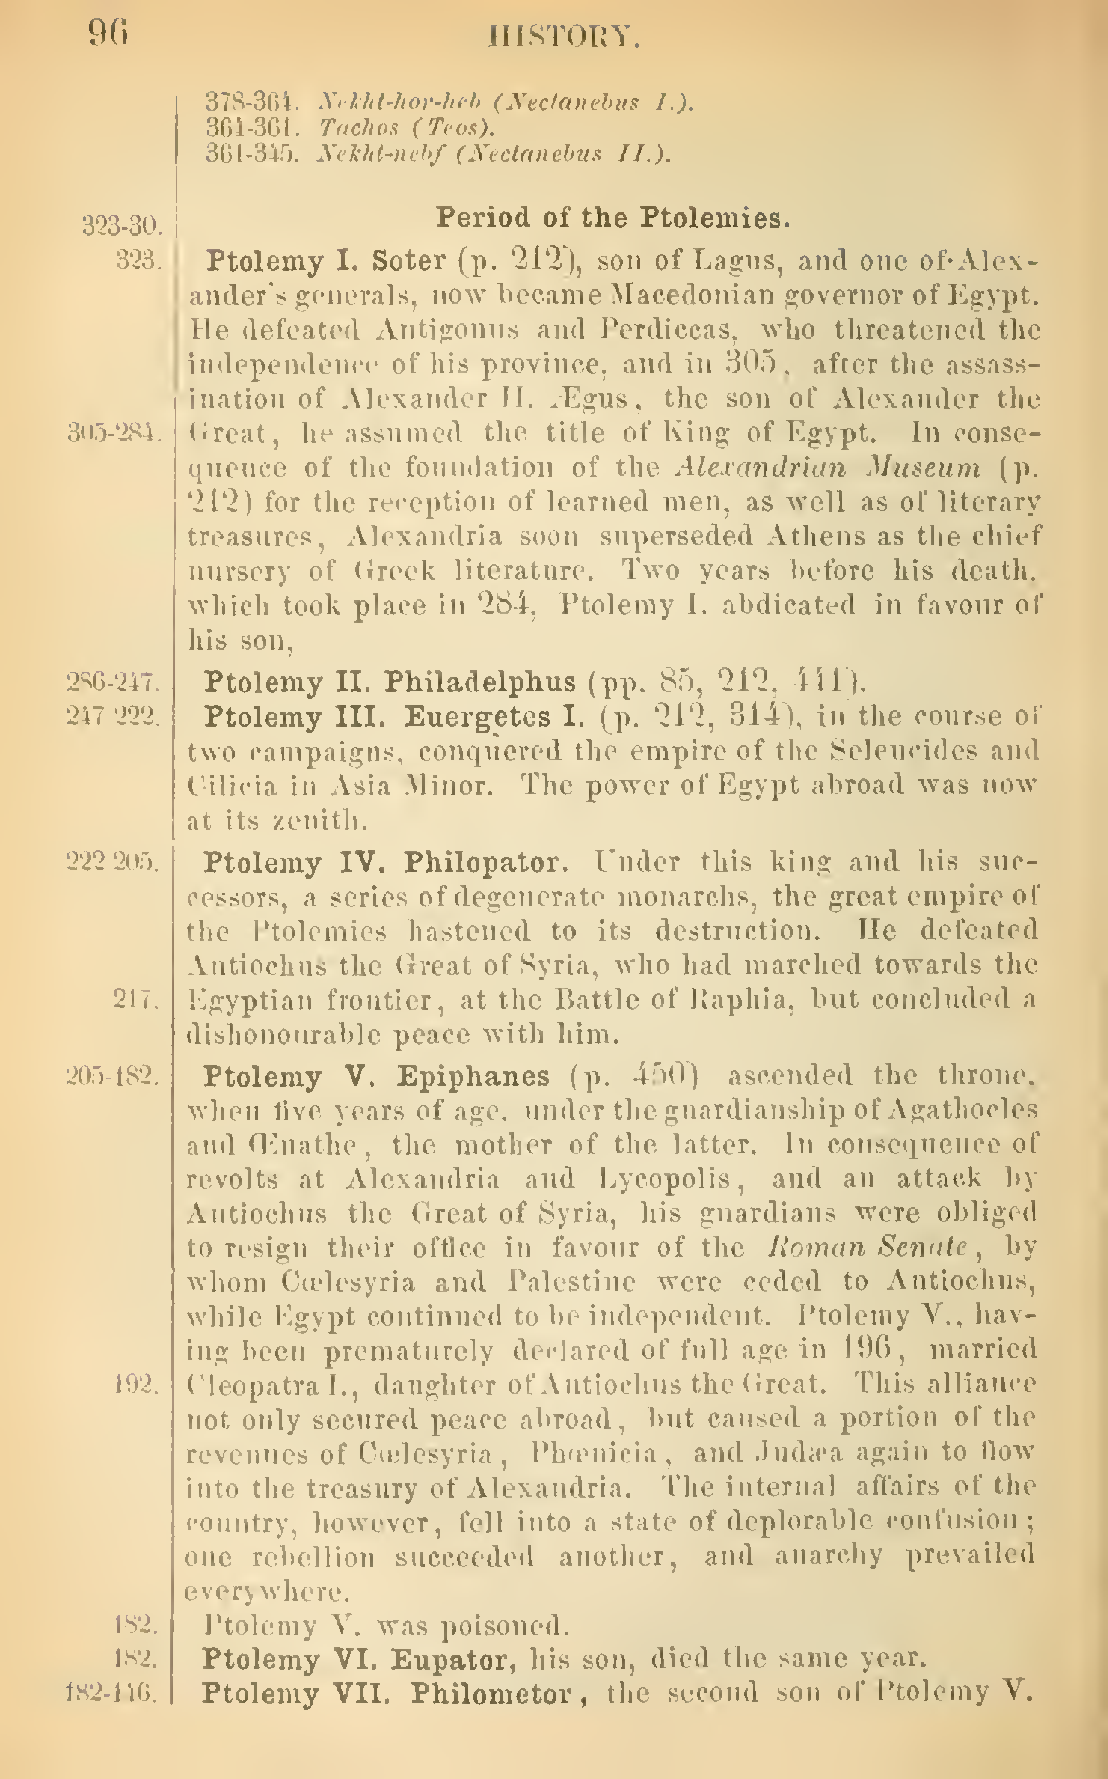 96 HISTORY.
378-364. Nekht-hor-heb (Nectanebus I.).
364-361. Tachos (Teos).
361-345. Nekht-nebf (Nectanebus II.).
323-30. Period of the Ptolemies.
323. Ptolemy I. Soter (p. 212), son of Lagus, and one of Alex-
ander's generals, now became Macedonian governor of Egypt.
He defeated Antigonus and Perdiccas, who threatened the
independence of his province, and in 305, after the assass-
ination of Alexander II. Ægus, the son of Alexander the
305-284. Great, he assumed the title of King of Egypt. In conse-
quence of the foundation of the Alexandrian Museum (p.
212) for the reception of learned men, as well as of literary
treasures, Alexandria soon superseded Athens as the chief
nursery of Greek literature. Two years before his death,
which took place in 284, Ptolemy I. abdicated in favour of
his son,
286-247. Ptolemy II. Philadelphus (pp. 85, 212, 441).
247-222. Ptolemy III. Euergetes I. (p. 212, 314), in the course of
two campaigns, conquered the empire of the Seleucides and
Cilicia in Asia Minor. The power of Egypt abroad was now
at its zenith.
222-205. Ptolemy IV. Philopator. Under this king and his suc-
cessors, a series of degenerate monarchs, the great empire of
the Ptolemies hastened to its destruction. He defeated
Antiochus the Great of Syria, who had marched towards the
217. Egyptian frontier, at the Battle of Raphia, but concluded a
dishonourable peace with him.
205-182. Ptolemy V. Epiphanes (p. 450) ascended the throne,
when five years of age, under the guardianship of Agathocles
and Œnathe, the mother of the latter. In consequence of
revolts at Alexandria and Lycopolis, and an attack by
Antiochus the Great of Syria, his guardians were obliged
to resign their office in favour of the Roman Senate, by
whom Cœlesyria and Palestine were ceded to Antiochus,
while Egypt continued to be independent. Ptolemy V., hav-
ing been prematurely declared of full age in 196, married
192. Cleopatra I., daughter of Antiochus the Great. This alliance
not only secured peace abroad, but caused a portion of the
revenues of Cœlesyria, Phœnicia, and Judæa again to flow
into the treasury of Alexandria. The internal affairs of the
country, however, fell into a state of deplorable confusion;
one rebellion succeeded another, and anarchy prevailed
everywhere.
182. Ptolemy V. was poisoned.
182. Ptolemy VI. Eupator, his son, died the same year.
182-146. Ptolemy VII. Philometor, the second son of Ptolemy V.